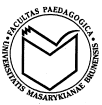 FACULTAS PAEDAGOGICA
UNIVERSITATIS MASARYKIANAE BRUNENSIS